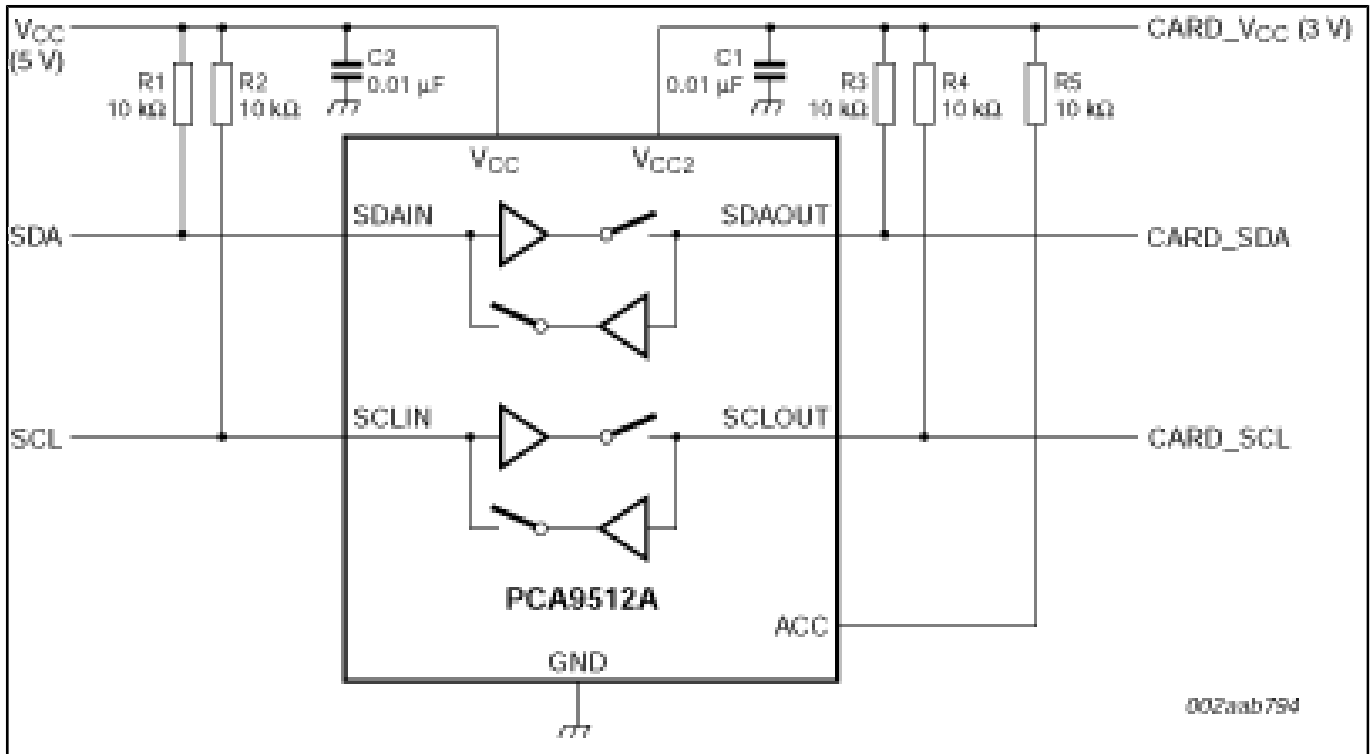 VCC
(5 V)
R1
10 kΩ
R2
10 kΩ
C2
0.01 µF
C1
0.01 µF
R3
10 kΩ
R4
10 kΩ
R5
10 kΩ
CARD_VCC (3 V)
VCC
VCC2
SDA
SDAIN
SDAOUT
CARD_SDA
SCL
SCLIN
SCLOUT
CARD_SCL
PCA9512A
ACC
GND
002aab794